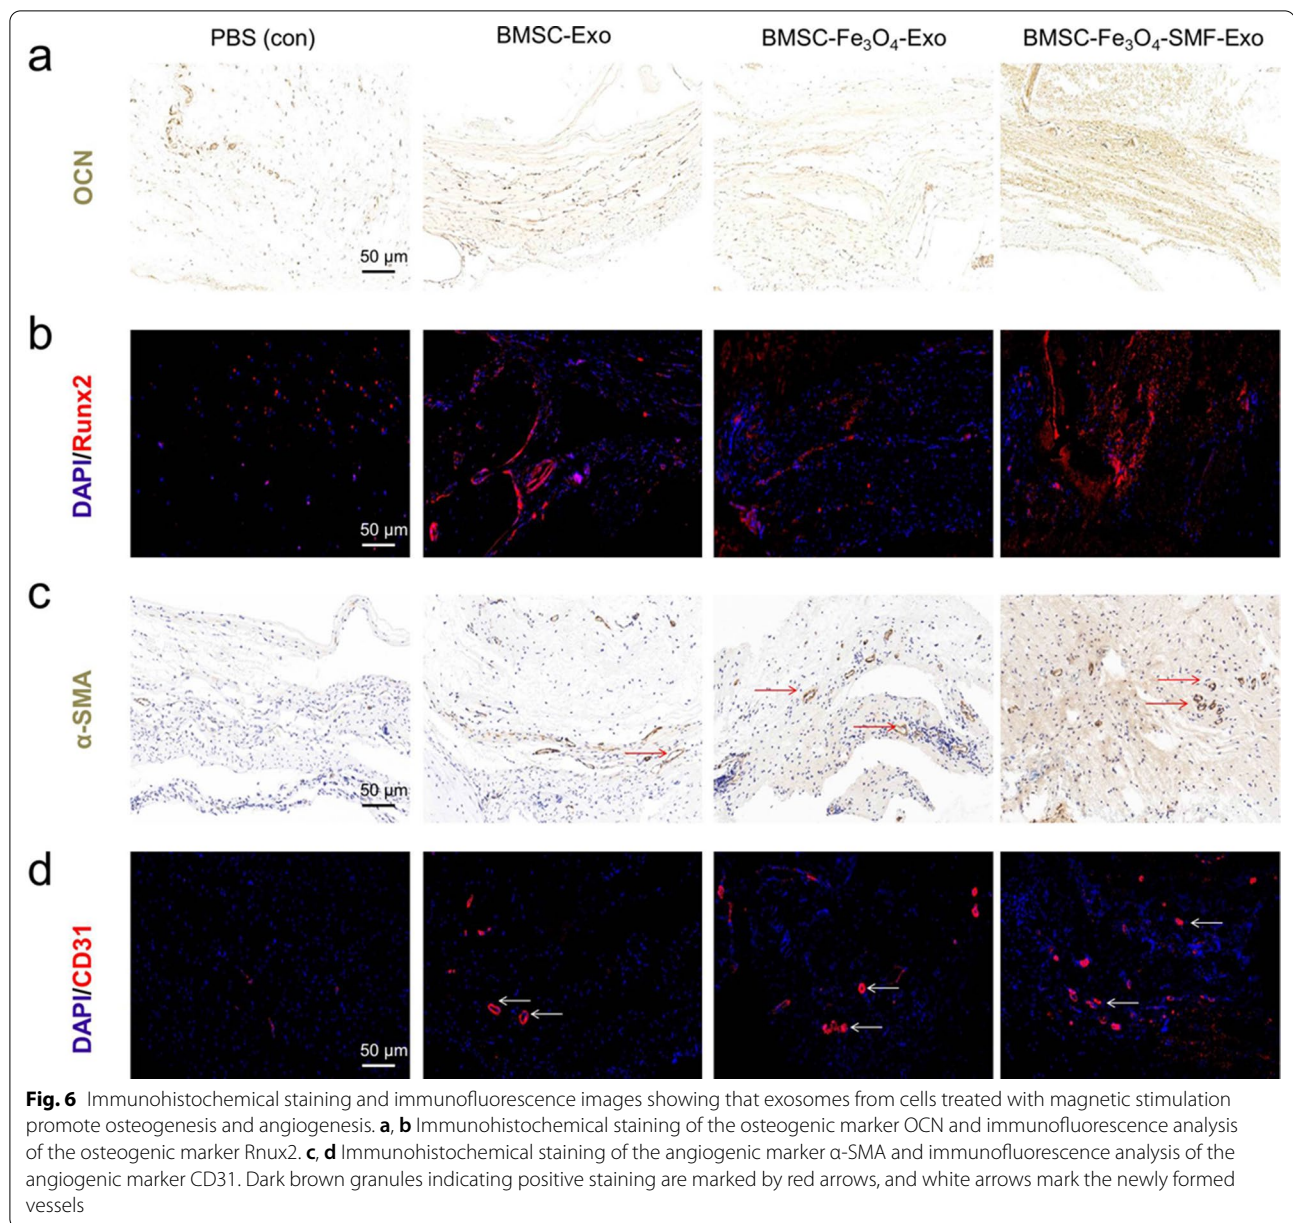 PBS (con) BMSC-Exo BMSC-Fe₃O₄-Exo BMSC-Fe₃O₄-SMF-Exo
a
OCN
50 µm
b
DAPI/Runx2
50 µm
c
α-SMA
50 µm
d
DAPI/CD31
50 µm
Fig. 6 Immunohistochemical staining and immunofluorescence images showing that exosomes from cells treated with magnetic stimulation
promote osteogenesis and angiogenesis. a, b Immunohistochemical staining of the osteogenic marker OCN and immunofluorescence analysis
of the osteogenic marker Rnux2. c, d Immunohistochemical staining of the angiogenic marker α-SMA and immunofluorescence analysis of the
angiogenic marker CD31. Dark brown granules indicating positive staining are marked by red arrows, and white arrows mark the newly formed
vessels